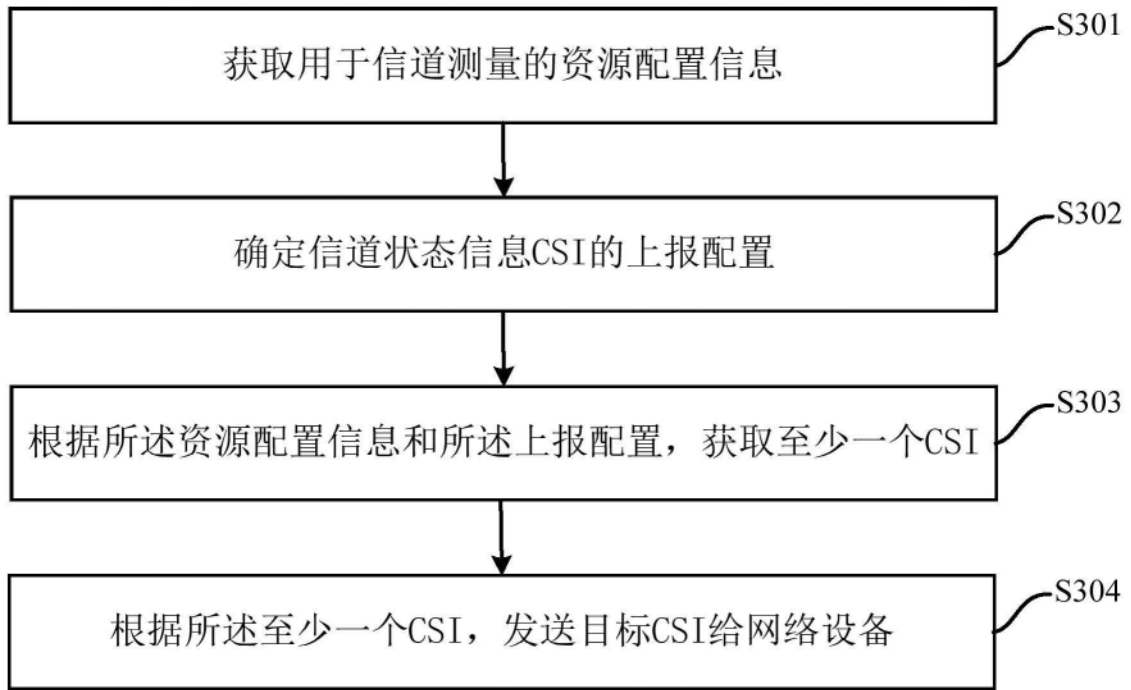 获取用于信道测量的资源配置信息
S301
确定信道状态信息CSI的上报配置
S302
根据所述资源配置信息和所述上报配置，获取至少一个CSI
S303
根据所述至少一个CSI，发送目标CSI给网络设备
S304